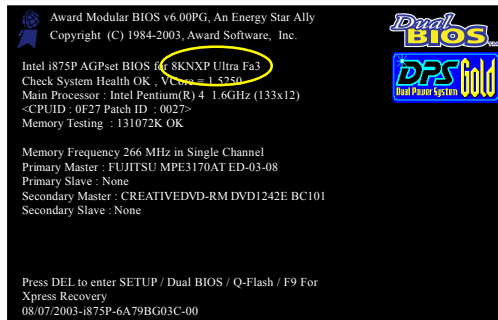 Award Modular BIOS v6.00PG, An Energy Star Ally
Copyright (C) 1984-2003, Award Software, Inc.
Dual
BIOS
TM
Intel i875P AGPset BIOS for 8KNXP Ultra Fa3
Check System Health OK , VCore = 1.5250
Main Processor : Intel Pentium(R) 4 1.6GHz (133x12)
<CPUID : 0F27 Patch ID : 0027>
Memory Testing : 131072K OK
DPS Gold
Dual Power System
Memory Frequency 266 MHz in Single Channel
Primary Master : FUJITSU MPE3170AT ED-03-08
Primary Slave : None
Secondary Master : CREATIVEDVD-RM DVD1242E BC101
Secondary Slave : None
Press DEL to enter SETUP / Dual BIOS / Q-Flash / F9 For
Xpress Recovery
08/07/2003-i875P-6A79BG03C-00